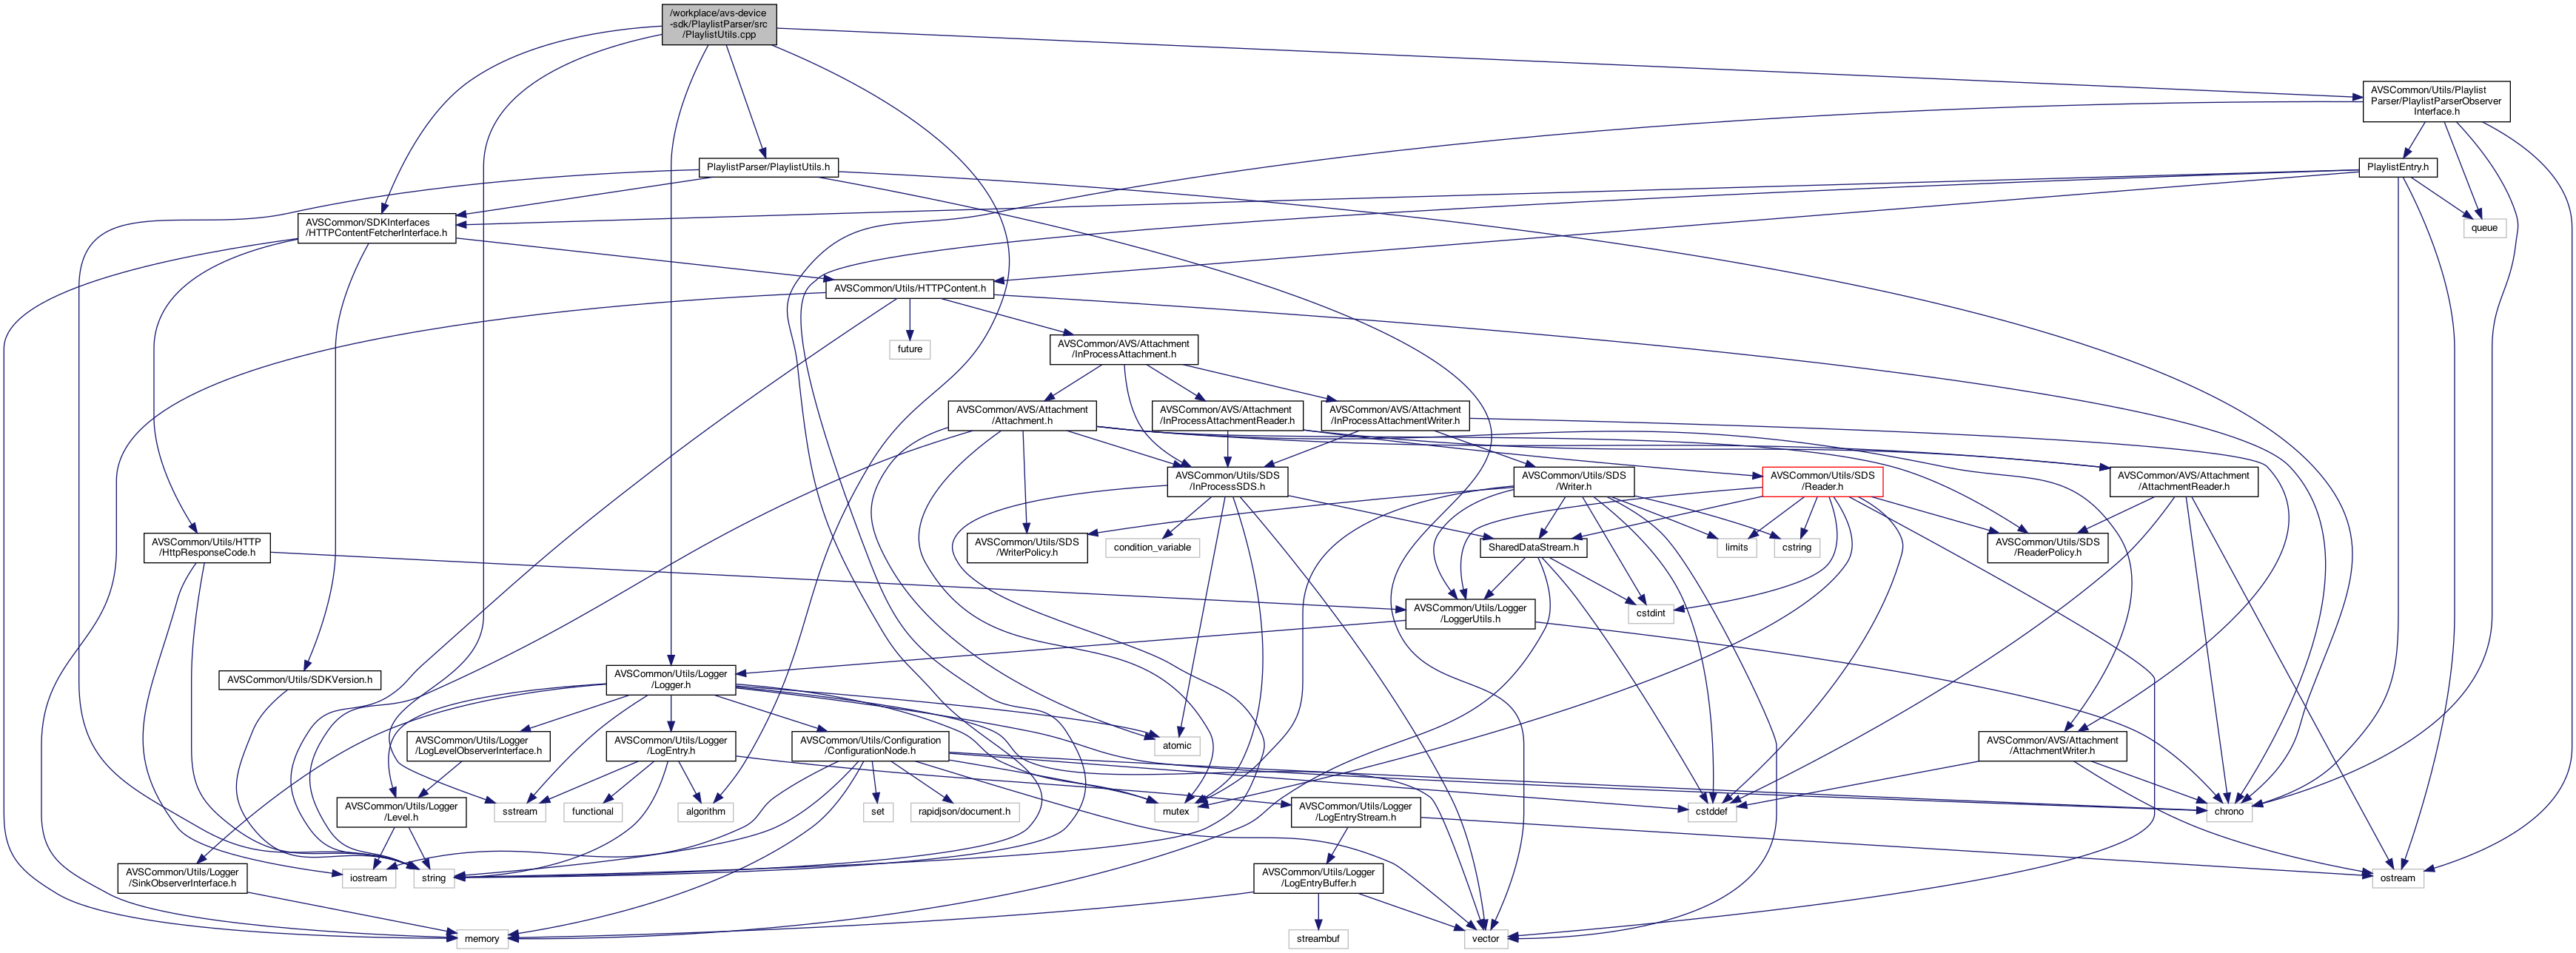 /workplace/avs-device
-sdk/PlaylistParser/src
/PlaylistUtils.cpp
AVSCommon/Utils/Playlist
Parser/PlaylistParserObserver
Interface.h
PlaylistParser/PlaylistUtils.h
PlaylistEntry.h
AVSCommon/SDKInterfaces
/HTTPContentFetcherInterface.h
queue
AVSCommon/Utils/HTTPContent.h
future
AVSCommon/AVS/Attachment
/InProcessAttachment.h
AVSCommon/AVS/Attachment
/Attachment.h
AVSCommon/AVS/Attachment
/InProcessAttachmentReader.h
AVSCommon/AVS/Attachment
/InProcessAttachmentWriter.h
AVSCommon/Utils/SDS
/InProcessSDS.h
AVSCommon/Utils/SDS
/Writer.h
AVSCommon/Utils/SDS
/Reader.h
AVSCommon/AVS/Attachment
/AttachmentReader.h
AVSCommon/Utils/HTTP
/HttpResponseCode.h
AVSCommon/Utils/SDS
/WriterPolicy.h
condition_variable
SharedDataStream.h
limits
cstring
AVSCommon/Utils/SDS
/ReaderPolicy.h
AVSCommon/Utils/Logger
/LoggerUtils.h
cstdint
AVSCommon/Utils/SDKVersion.h
AVSCommon/Utils/Logger
/Logger.h
AVSCommon/Utils/Logger
/LogLevelObserverInterface.h
AVSCommon/Utils/Logger
/LogEntry.h
AVSCommon/Utils/Configuration
/ConfigurationNode.h
atomic
AVSCommon/AVS/Attachment
/AttachmentWriter.h
AVSCommon/Utils/Logger
/Level.h
sstream
functional
algorithm
set
rapidjson/document.h
mutex
AVSCommon/Utils/Logger
/LogEntryStream.h
cstddef
chrono
AVSCommon/Utils/Logger
/SinkObserverInterface.h
iostream
string
AVSCommon/Utils/Logger
/LogEntryBuffer.h
ostream
memory
streambuf
vector